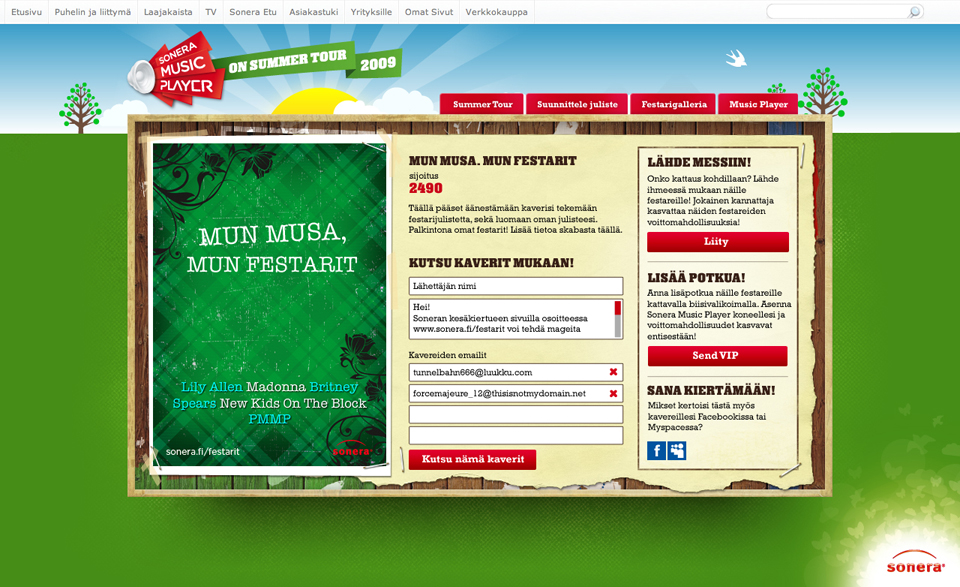 Etusivu
Puhelin ja liittymä
Laajakaista
TV
Sonera Etu
Asiakastuki
Yrityksille
Omat Sivut
Verkkokauppa
SONERA
MUSIC
PLAYER
ON SUMMER TOUR
2009
Summer Tour
Suunnittele juliste
Festarigalleria
Music Player
MUN MUSA,
MUN FESTARIT
Lily Allen Madonna Britney
Spears New Kids On The Block
PMMP
sonera.fi/festarit
sonera
MUN MUSA. MUN FESTARIT
sijoitus
2490
Täällä pääset äänestämään kaverisi tekemään
festarijulistetta, sekä luomaan oman julisteesi.
Palkintona omat festarit! Lisää tietoa skabasta täällä.
KUTSU KAVERIT MUKAAN!
Lähettäjän nimi
Hei!
Soneran kesäkiertueen sivuilla osoitteessa
www.sonera.fi/festarit voi tehdä mageita
Kavereiden emailit
tunnelbahn666@luukku.com
forcemajeure_12@thisisnotmydomain.net
Kutsu nämä kaverit
LÄHDE MESSIIN!
Onko kattaus kohdillaan? Lähde
ihmeessä mukaan näille
festareille! Jokainen kannattaja
kasvattaa näiden festareiden
voittomahdollisuuksia!
Liity
LISÄÄ POTKUA!
Anna lisäpotkua näille festareille
kattavalla biisivalikoimalla. Asenna
Sonera Music Player koneellesi ja
voittomahdollisuudet kasvavat
entisestään!
Send VIP
SANA KIERTÄMÄÄN!
Mikset kertoisi tästä myös
kavereillesi Facebookissa tai
Myspacessa?
f
sonera